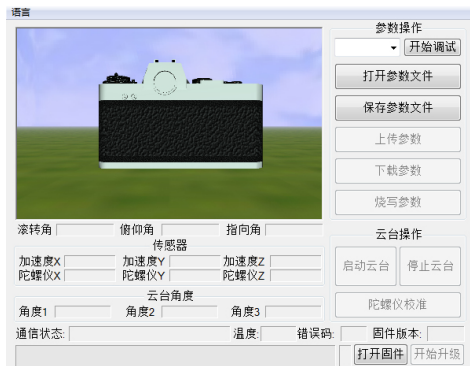 语言
参数操作
开始调试
打开参数文件
保存参数文件
上传参数
下载参数
烧写参数
滚转角 俯仰角 指向角
传感器
加速度X 加速度Y 加速度Z
陀螺仪X 陀螺仪Y 陀螺仪Z
云台角度
角度1 角度2 角度3
云台操作
启动云台 停止云台
陀螺仪校准
通信状态: 温度: 错误码: 固件版本:
打开固件 开始升级